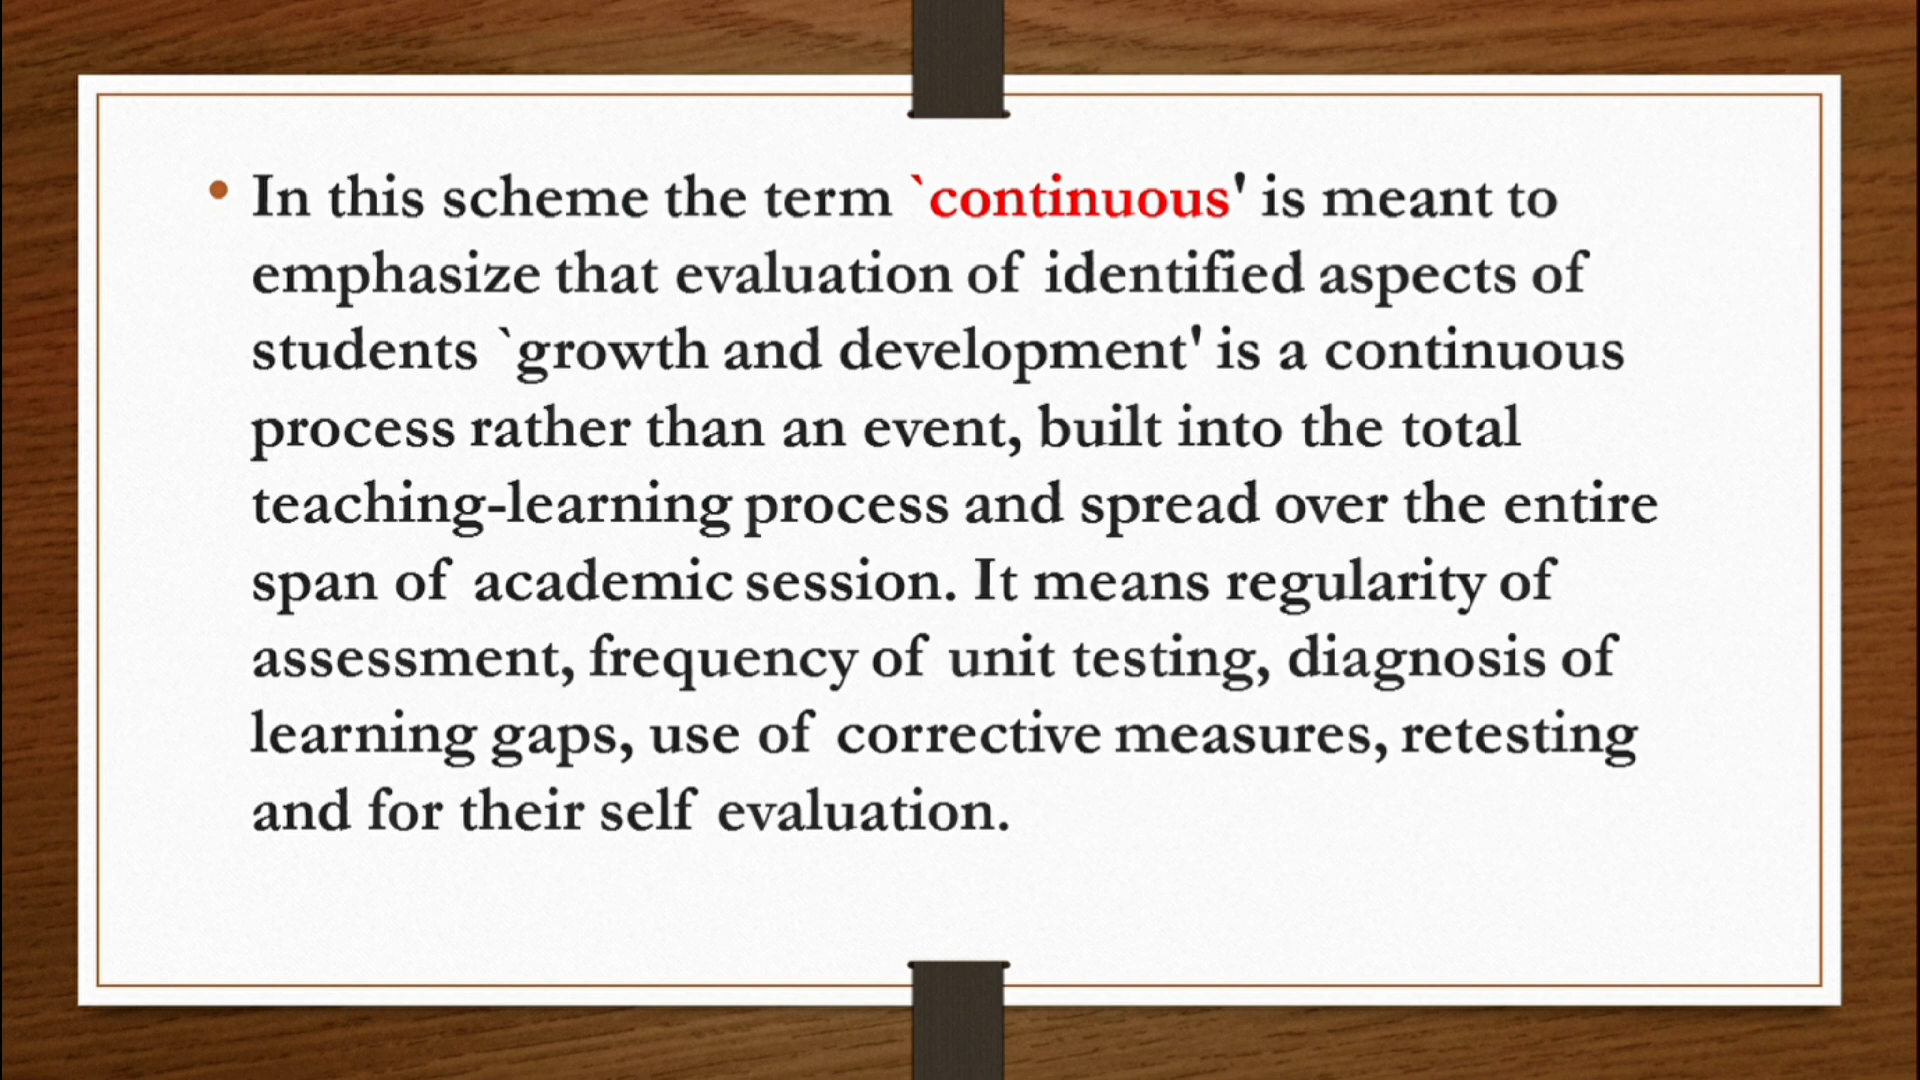 • In this scheme the term `continuous' is meant to
emphasize that evaluation of identified aspects of
students `growth and development' is a continuous
process rather than an event, built into the total
teaching-learning process and spread over the entire
span of academic session. It means regularity of
assessment, frequency of unit testing, diagnosis of
learning gaps, use of corrective measures, retesting
and for their self evaluation.